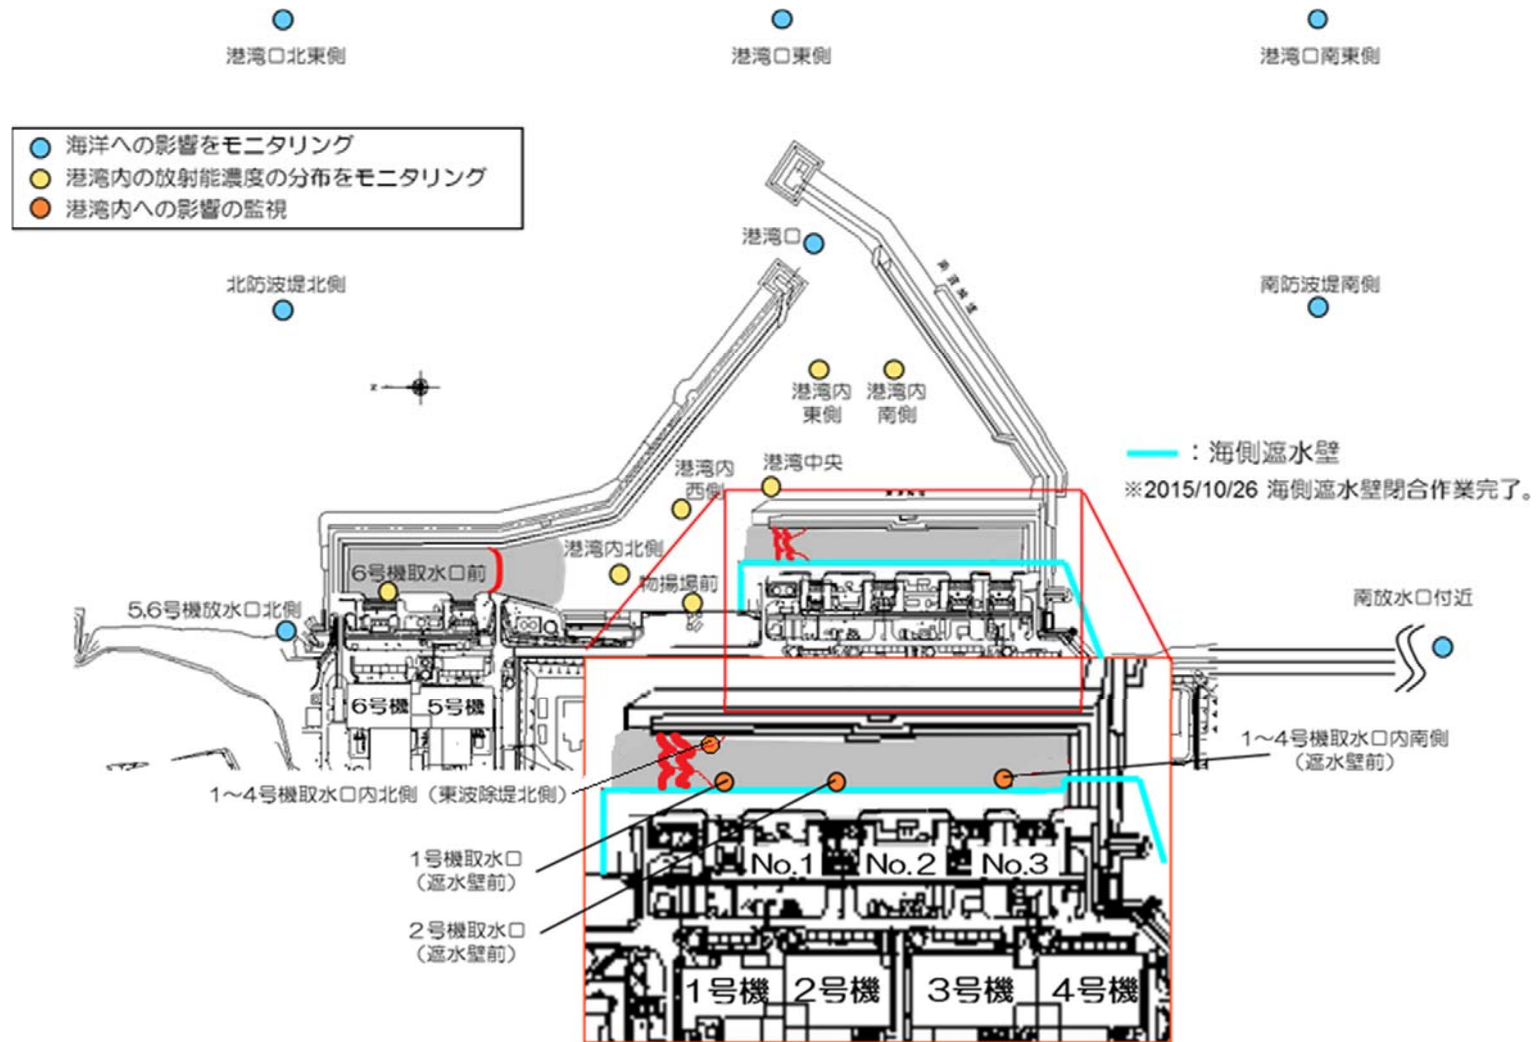 港湾口北東側
港湾口東側
港湾口南東側
海洋への影響をモニタリング
港湾内の放射能濃度の分布をモニタリング
港湾内への影響の監視
港湾口
北防波堤北側
南防波堤南側
港湾内
東側
港湾内
南側
:海側遮水壁
※2015/10/26 海側遮水壁閉合作業完了。
港湾中央
港湾内
西側
港湾内北側
6号機取水口前
物揚場前
5,6号機放水口北側
南放水口付近
6号機
5号機
1～4号機取水口内南側
(遮水壁前)
1～4号機取水口内北側(東波除堤北側)
1号機取水口
(遮水壁前)
No.1
No.2
No.3
2号機取水口
(遮水壁前)
1号機
2号機
3号機
4号機